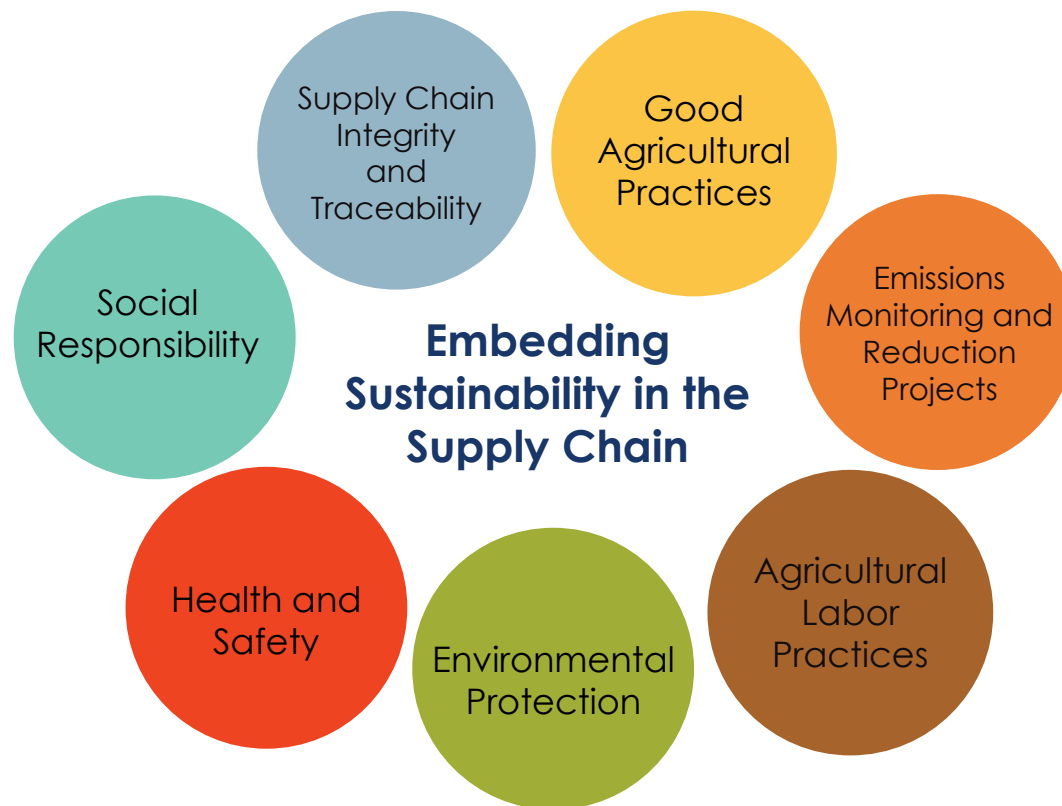 Supply Chain
Integrity
and
Traceability
Good
Agricultural
Practices
Social
Responsibility
Emissions
Monitoring and
Reduction
Projects
Embedding
Sustainability in the
Supply Chain
Health and
Safety
Environmental
Protection
Agricultural
Labor
Practices